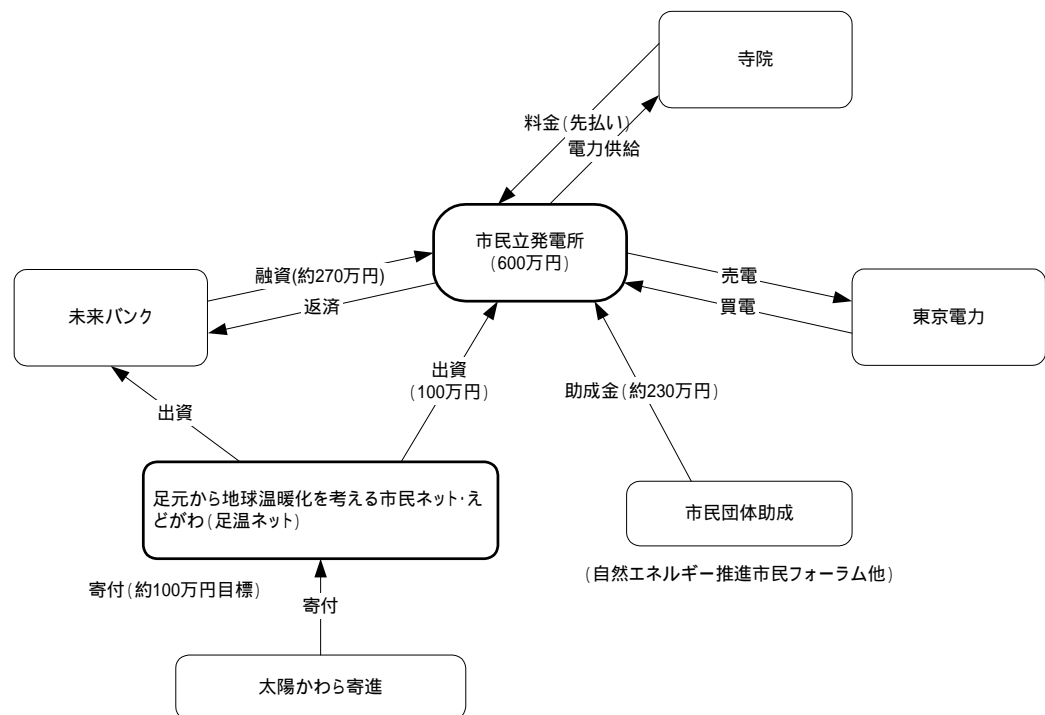 寺院
料金(先払い)
電力供給
市民立発電所
(600万円)
融資(約270万円)
返済
売電
買電
未来バンク
東京電力
出資
(100万円)
助成金(約230万円)
出資
足元から地球温暖化を考える市民ネット・え
どがわ(足温ネット)
市民団体助成
(自然エネルギー推進市民フォーラム他)
寄付(約100万円目標)
寄付
太陽かわら寄進